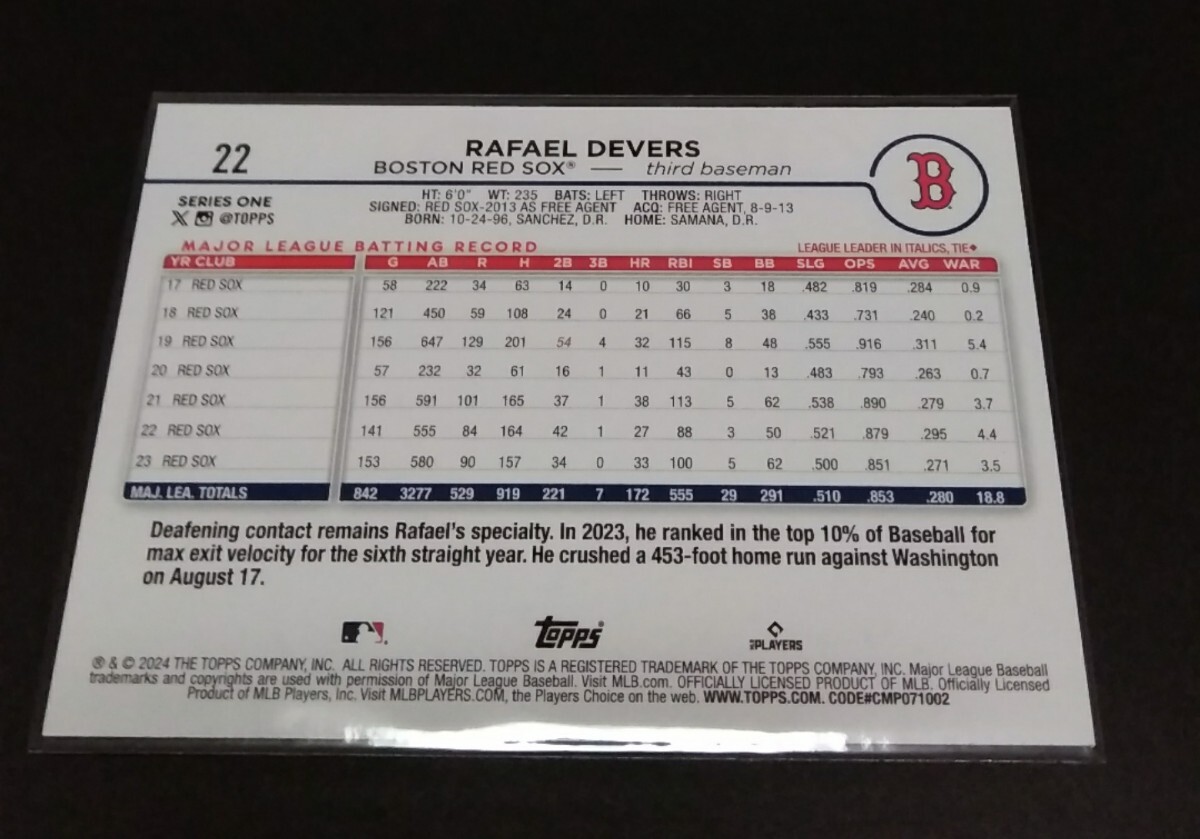 22
RAFAEL DEVERS
BOSTON RED SOX® — third baseman
B
SERIES ONE
X @TOPPS
HT: 6'0" WT: 235 BATS: LEFT THROWS: RIGHT
SIGNED: RED SOX-2013 AS FREE AGENT ACQ: FREE AGENT, 8-9-13
BORN: 10-24-96, SANCHEZ, D.R. HOME: SAMANA, D.R.
MAJOR LEAGUE BATTING RECORD LEAGUE LEADER IN ITALICS, TIE◆
YR CLUB G AB R H 2B 3B HR RBI SB BB SLG OPS AVG WAR
17 RED SOX 58 222 34 63 14 0 10 30 3 18 .482 .819 .284 0.9
18 RED SOX 121 450 59 108 24 0 21 66 5 38 .433 .731 .240 0.2
19 RED SOX 156 647 129 201 54 4 32 115 8 48 .555 .916 .311 5.4
20 RED SOX 57 232 32 61 16 1 11 43 0 13 .483 .793 .263 0.7
21 RED SOX 156 591 101 165 37 1 38 113 5 62 .538 .890 .279 3.7
22 RED SOX 141 555 84 164 42 1 27 88 3 50 .521 .879 .295 4.4
23 RED SOX 153 580 90 157 34 0 33 100 5 62 .500 .851 .271 3.5
MAJ. LEA. TOTALS 842 3277 529 919 221 7 172 555 29 291 .510 .853 .280 18.8
Deafening contact remains Rafael's specialty. In 2023, he ranked in the top 10% of Baseball for
max exit velocity for the sixth straight year. He crushed a 453-foot home run against Washington
on August 17.
topps® PLAYERS
® & © 2024 THE TOPPS COMPANY, INC. ALL RIGHTS RESERVED. TOPPS IS A REGISTERED TRADEMARK OF THE TOPPS COMPANY, INC. Major League Baseball
trademarks and copyrights are used with permission of Major League Baseball. Visit MLB.com. OFFICIALLY LICENSED PRODUCT OF MLB. Officially Licensed
Product of MLB Players, Inc. Visit MLBPLAYERS.COM, the Players Choice on the web. WWW.TOPPS.COM. CODE#CMP071002